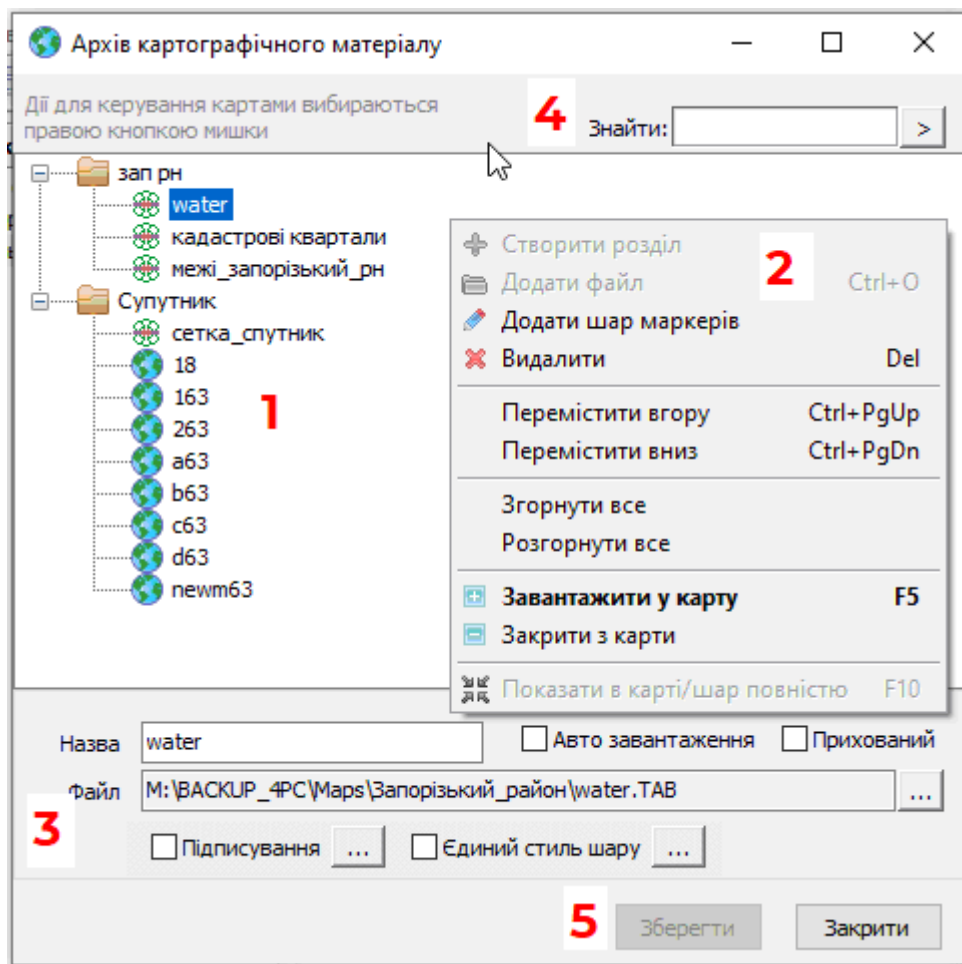 Архів картографічного матеріалу
Дії для керування картами вибираються
правою кнопкою мишки
4
Знайти:
>
зап рн
water
кадастрові квартали
межі_запорізький_рн
Супутник
сетка_спутник
18
163
263
a63
b63
c63
d63
newm63
1
2
Створити розділ
Додати файл Ctrl+O
Додати шар маркерів
Видалити Del
Перемістити вгору Ctrl+PgUp
Перемістити вниз Ctrl+PgDn
Згорнути все
Розгорнути все
Завантажити у карту F5
Закрити з карти
Показати в карті/шар повністю F10
Назва water Авто завантаження Прихований
Файл M:\BACKUP_4PC\Maps\Запорізький_район\water.TAB ...
3
Підписування ... Єдиний стиль шару ...
5
Зберегти Закрити